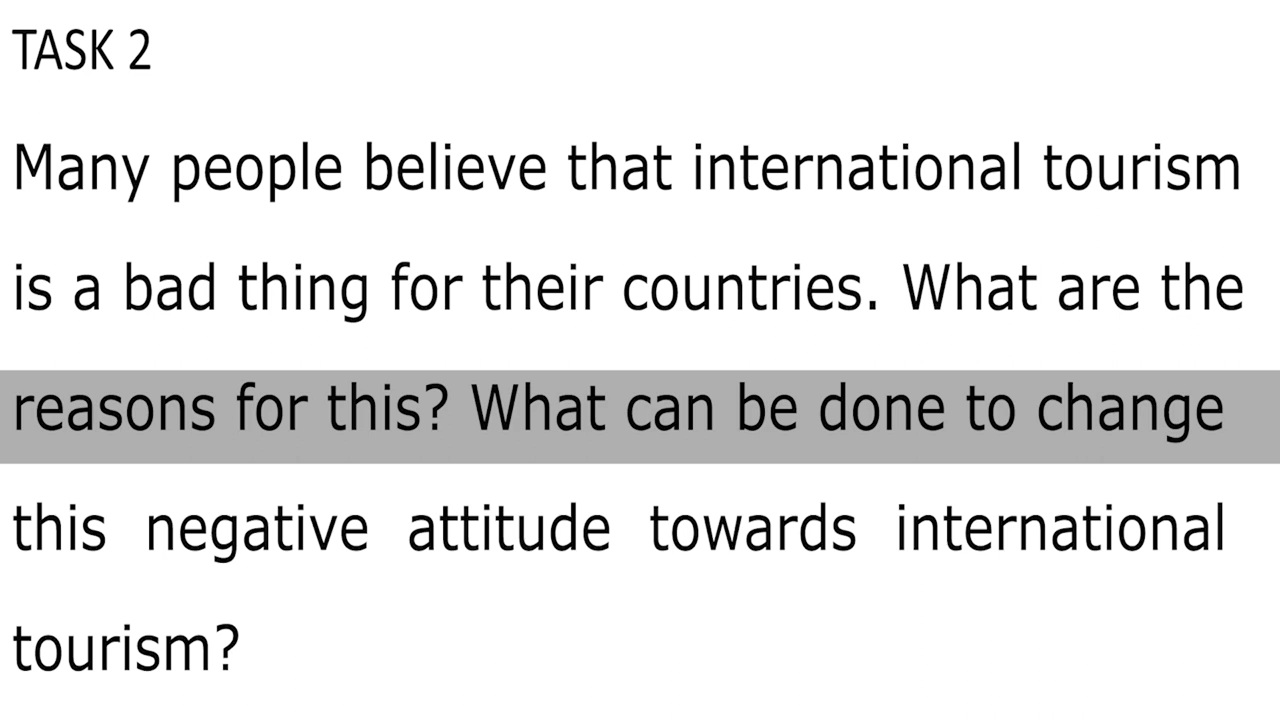 TASK 2
Many people believe that international tourism
is a bad thing for their countries. What are the
reasons for this? What can be done to change
this negative attitude towards international
tourism?